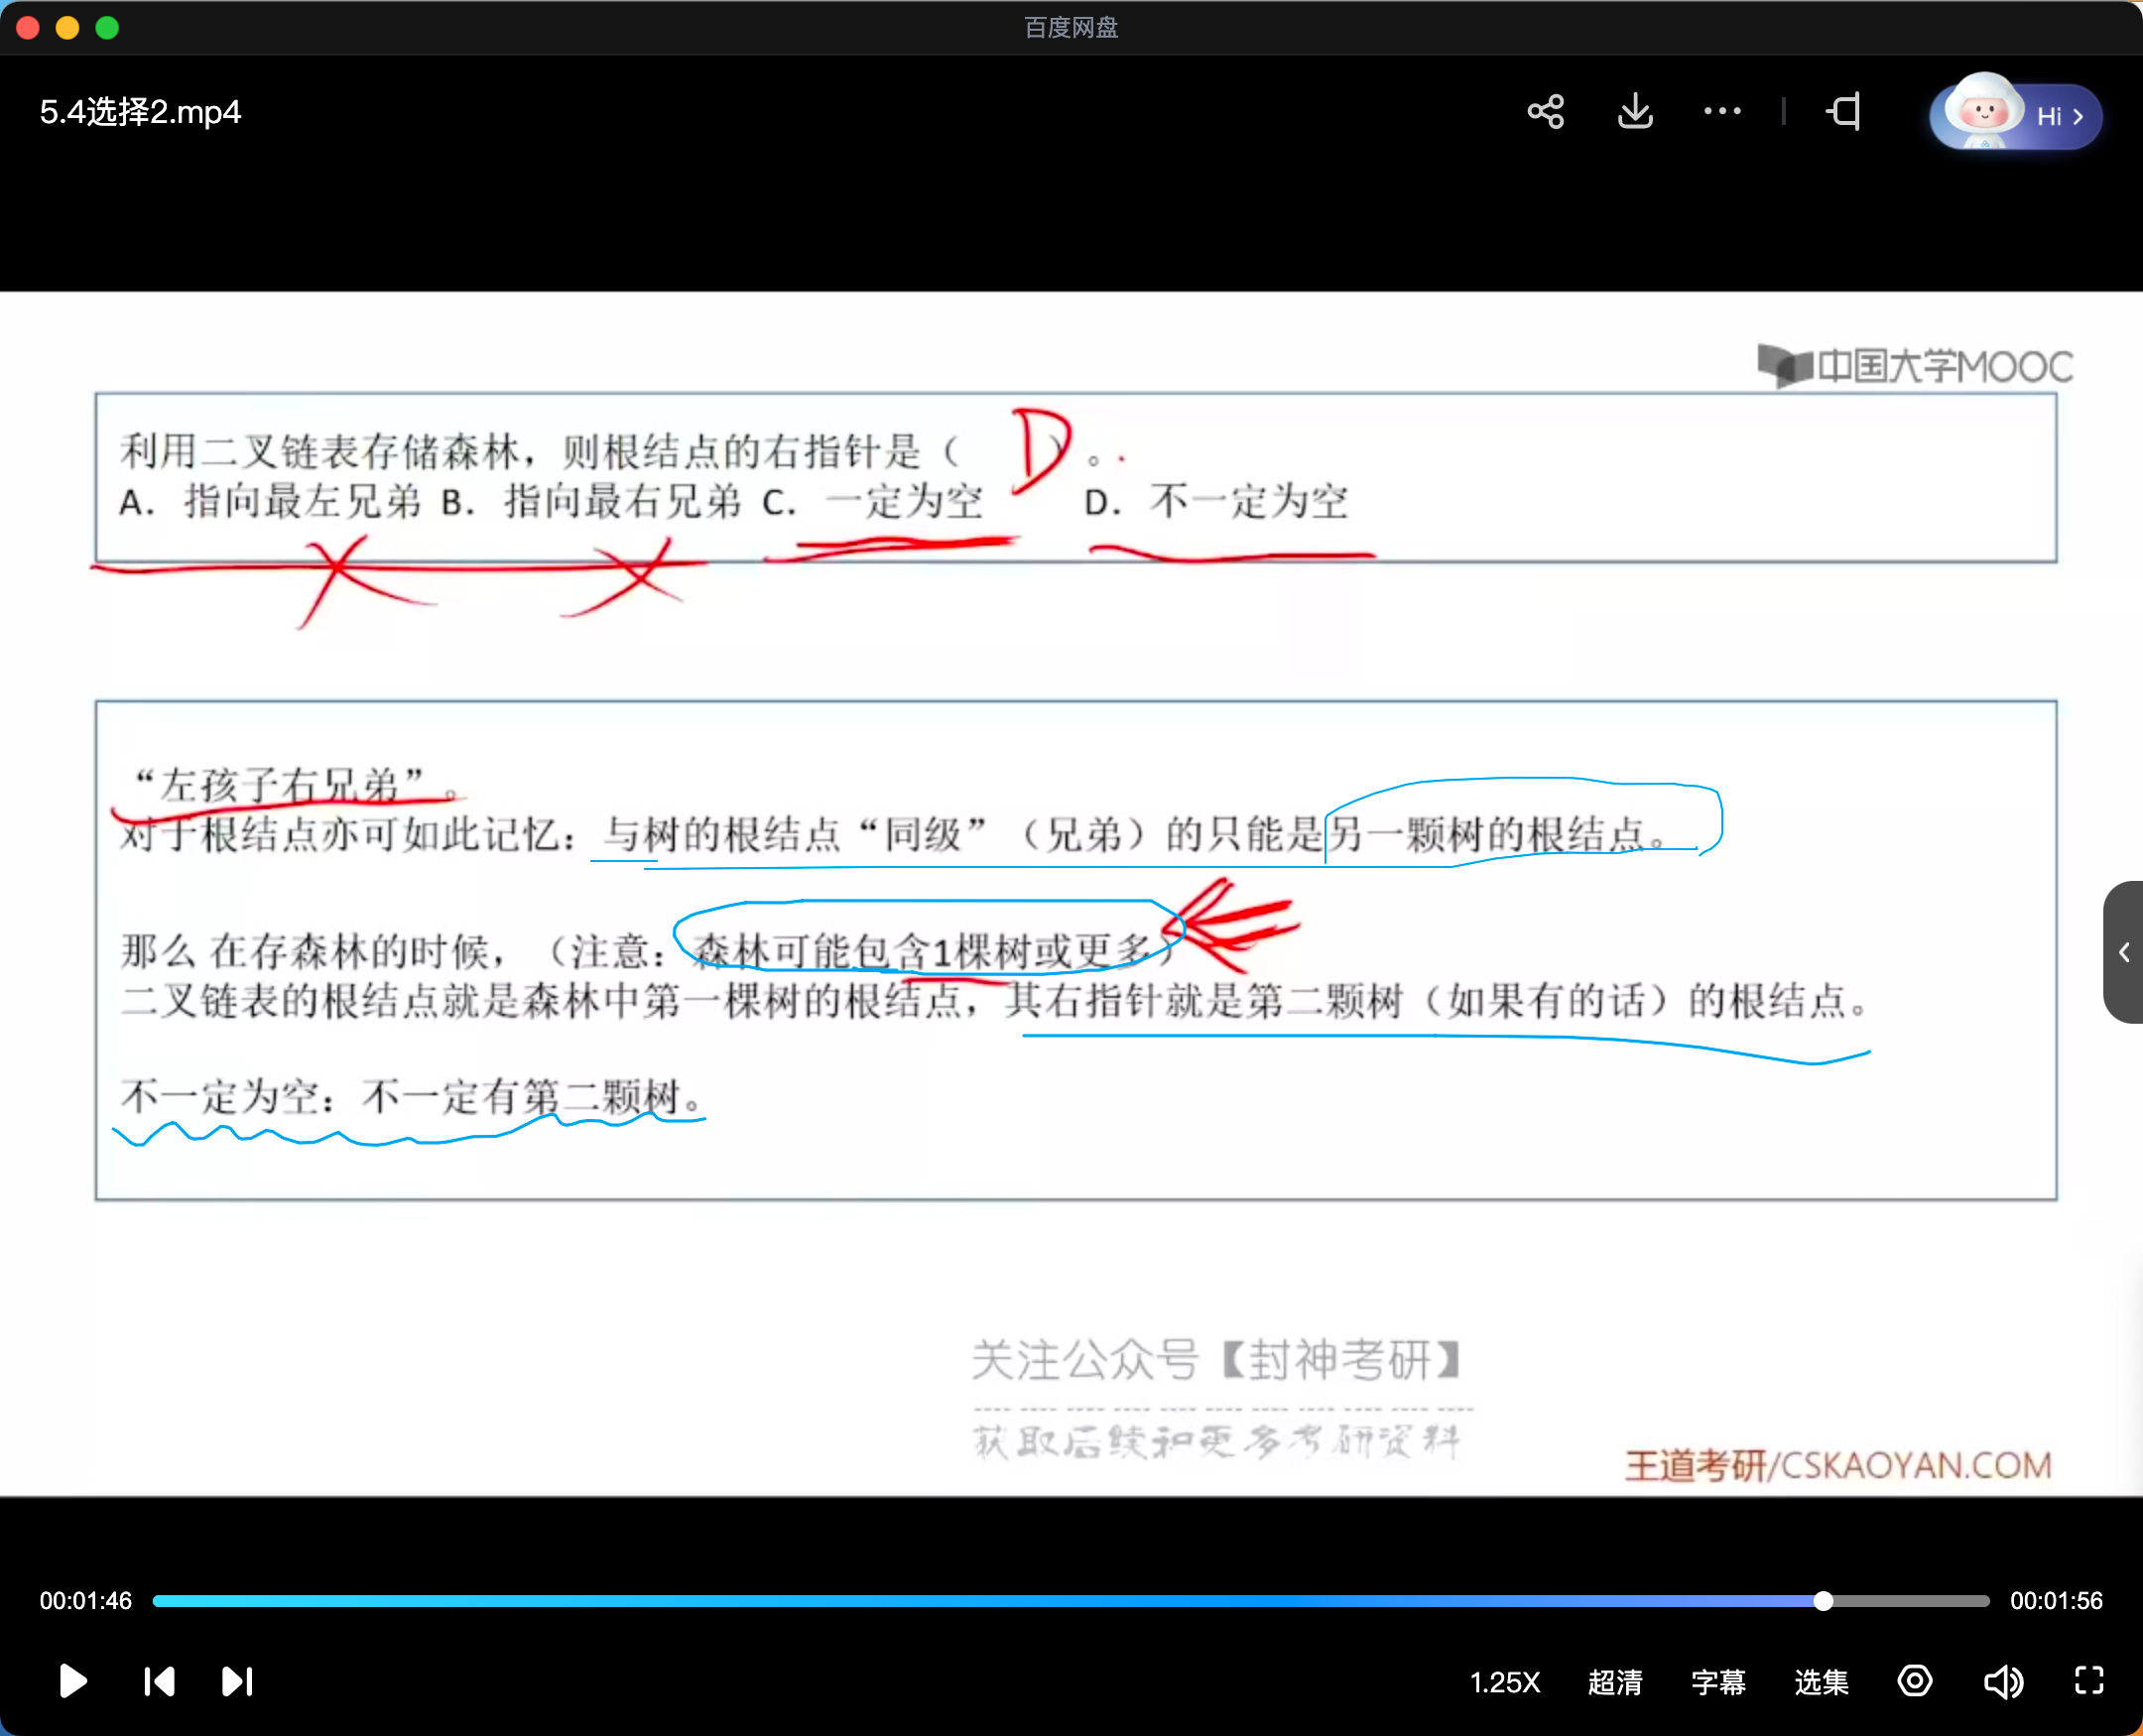 百度网盘
5.4选择2.mp4
Hi >
中国大学MOOC
利用二叉链表存储森林，则根结点的右指针是（ D ）。
A. 指向最左兄弟 B. 指向最右兄弟 C. 一定为空 D. 不一定为空
“左孩子右兄弟”。
对于根结点亦可如此记忆：与树的根结点“同级”（兄弟）的只能是另一颗树的根结点。
那么 在存森林的时候，（注意：森林可能包含1棵树或更多）
二叉链表的根结点就是森林中第一棵树的根结点，其右指针就是第二颗树（如果有的话）的根结点。
不一定为空：不一定有第二颗树。
关注公众号【封神考研】
获取后续和更多考研资料
王道考研/CSKAOYAN.COM
00:01:46
00:01:56
1.25X 超清 字幕 选集